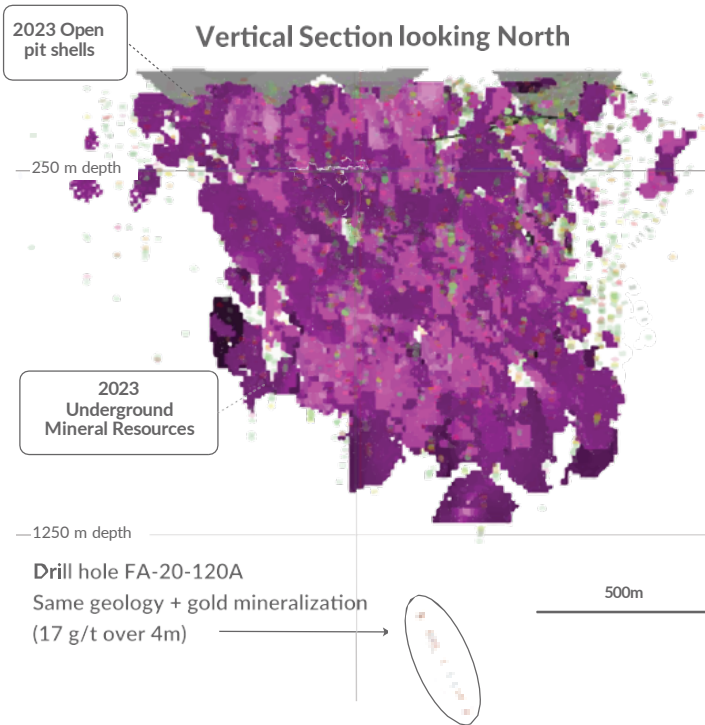 2023 Open
pit shells
Vertical Section looking North
250 m depth
2023
Underground
Mineral Resources
1250 m depth
Drill hole FA-20-120A
Same geology + gold mineralization
(17 g/t over 4m)
500m